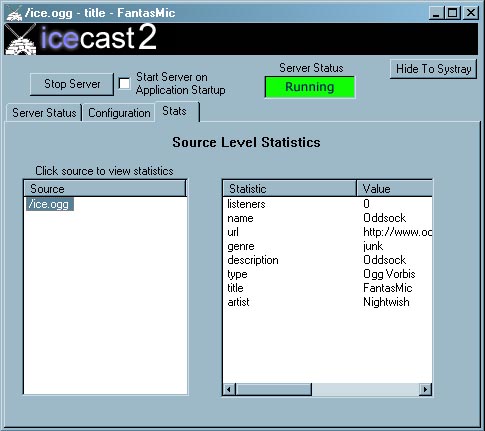 /ice.ogg - title - FantasMic
icecast 2
Server Status
Hide To Systray
Stop Server
Start Server on
Application Startup
Running
Server Status Configuration Stats
Source Level Statistics
Click source to view statistics
Source
/ice.ogg
Statistic Value
listeners 0
name Oddsock
url http://www.oc
genre junk
description Oddsock
type Ogg Vorbis
title FantasMic
artist Nightwish